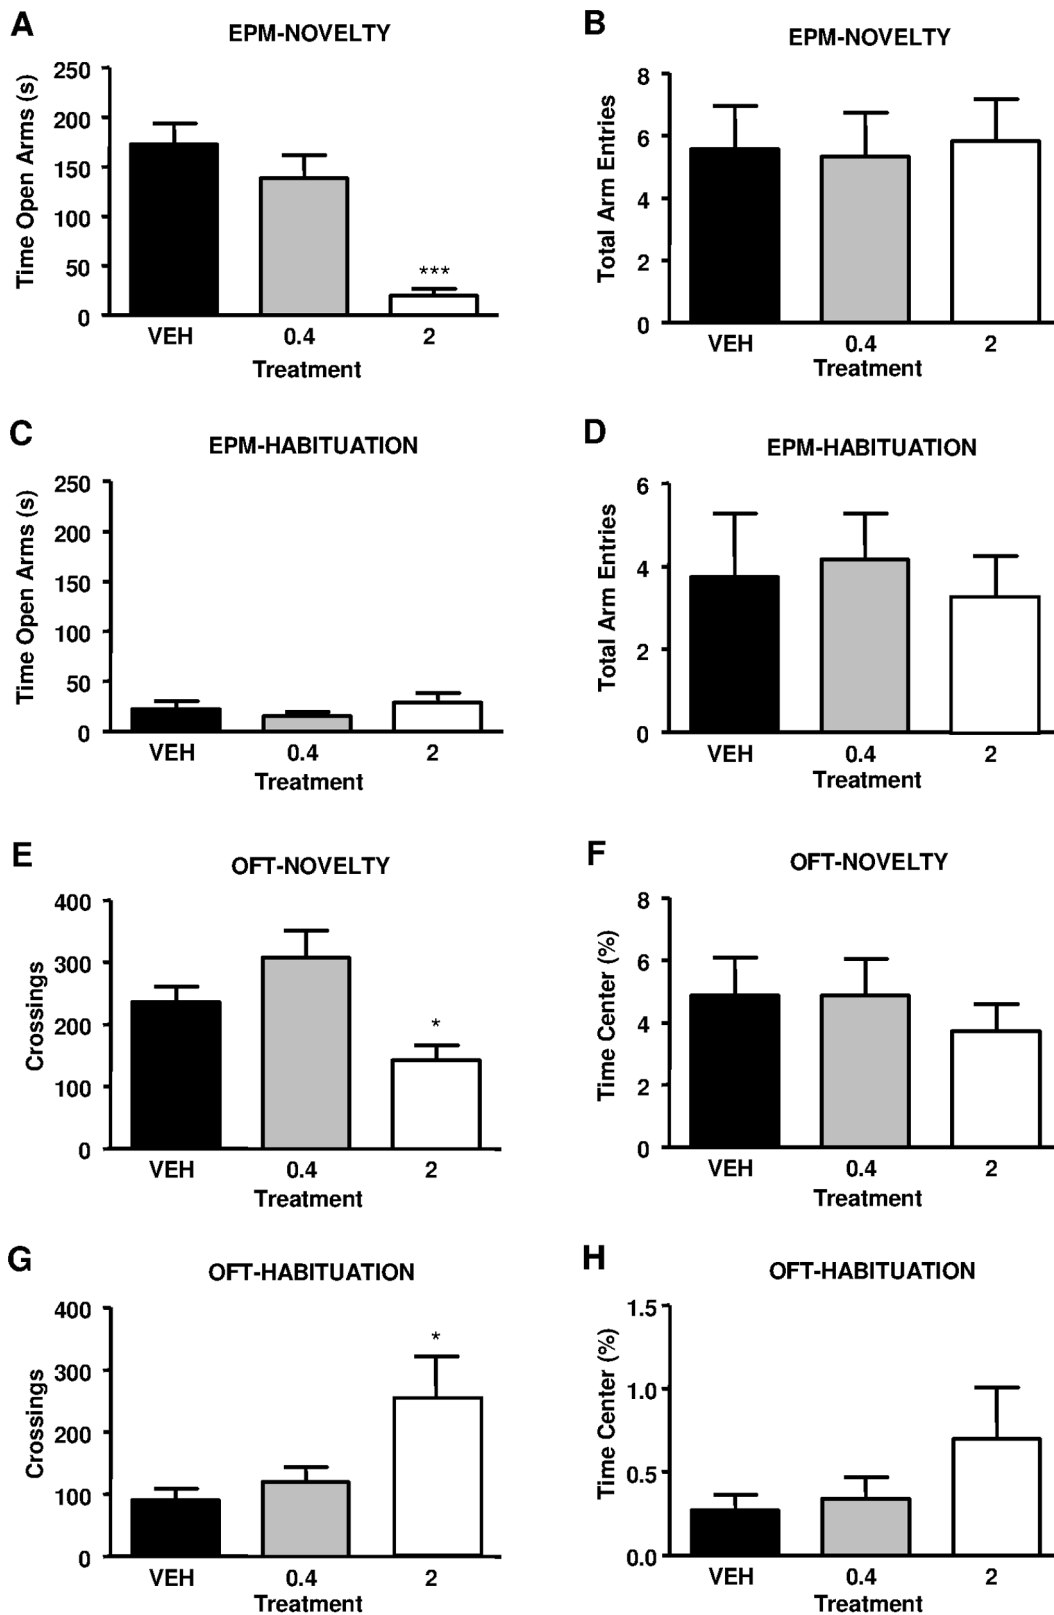 A
EPM-NOVELTY
Time Open Arms (s)
250
200
150
100
50
0
***
VEH 0.4 2
Treatment
B
EPM-NOVELTY
Total Arm Entries
8
6
4
2
0
VEH 0.4 2
Treatment
C
EPM-HABITUATION
Time Open Arms (s)
250
200
150
100
50
0
VEH 0.4 2
Treatment
D
EPM-HABITUATION
Total Arm Entries
6
4
2
0
VEH 0.4 2
Treatment
E
OFT-NOVELTY
Crossings
400
300
200
100
0
*
VEH 0.4 2
Treatment
F
OFT-NOVELTY
Time Center (%)
8
6
4
2
0
VEH 0.4 2
Treatment
G
OFT-HABITUATION
Crossings
400
300
200
100
0
*
VEH 0.4 2
Treatment
H
OFT-HABITUATION
Time Center (%)
1.5
1.0
0.5
0.0
VEH 0.4 2
Treatment